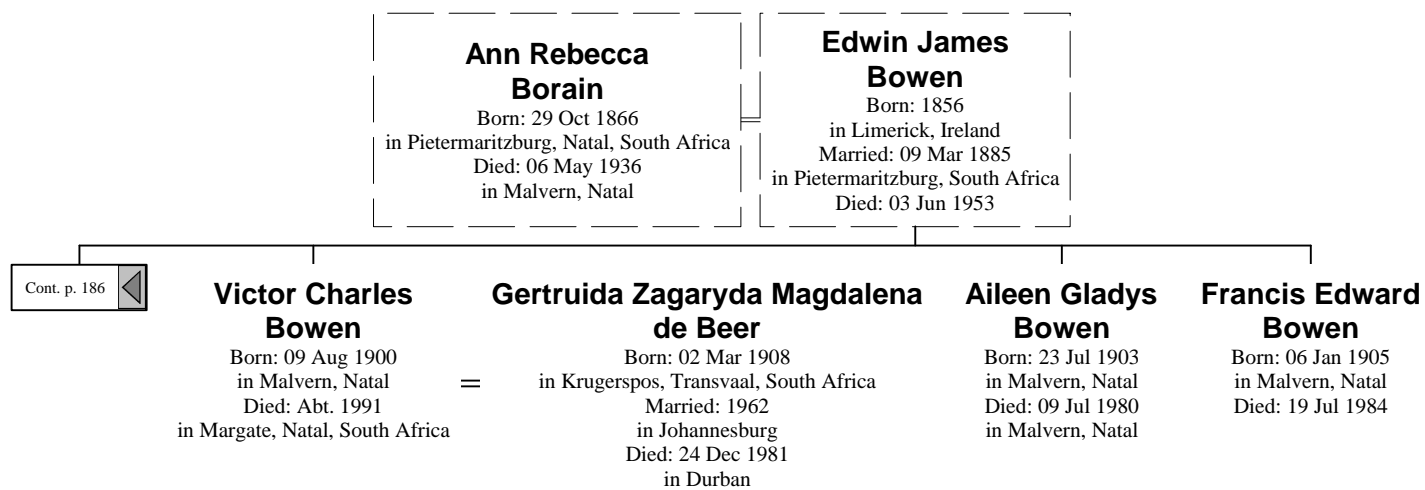 Ann Rebecca
Borain
Born: 29 Oct 1866
in Pietermaritzburg, Natal, South Africa
Died: 06 May 1936
in Malvern, Natal
=
Edwin James
Bowen
Born: 1856
in Limerick, Ireland
Married: 09 Mar 1885
in Pietermaritzburg, South Africa
Died: 03 Jun 1953
Cont. p. 186
Victor Charles
Bowen
Born: 09 Aug 1900
in Malvern, Natal
Died: Abt. 1991
in Margate, Natal, South Africa
=
Gertruida Zagaryda Magdalena
de Beer
Born: 02 Mar 1908
in Krugerspos, Transvaal, South Africa
Married: 1962
in Johannesburg
Died: 24 Dec 1981
in Durban
Aileen Gladys
Bowen
Born: 23 Jul 1903
in Malvern, Natal
Died: 09 Jul 1980
in Malvern, Natal
Francis Edward
Bowen
Born: 06 Jan 1905
in Malvern, Natal
Died: 19 Jul 1984